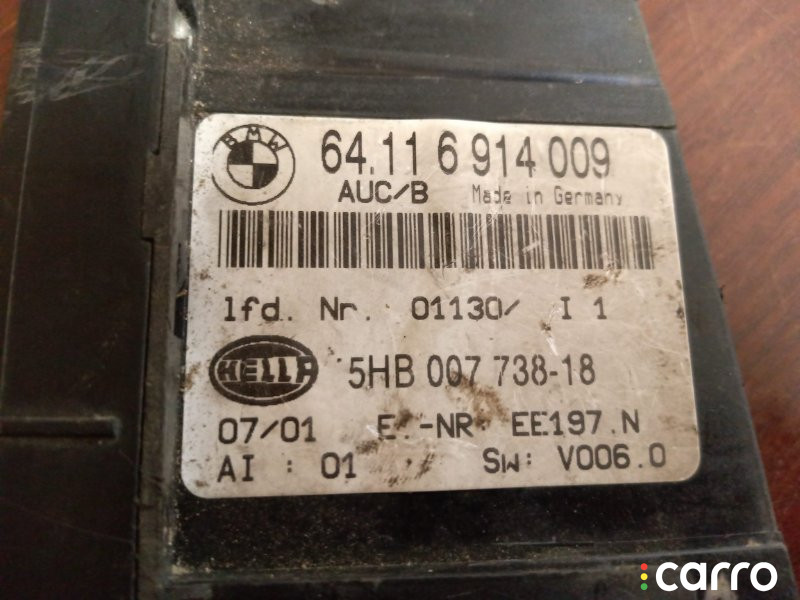 BMW 64.11 6 914 009
AUC/B Made in Germany
lfd. Nr. 01130/ I 1
HELLA 5HB 007 738-18
07/01 E.-NR: EE197.N
AI : 01 SW: V006.0
carro